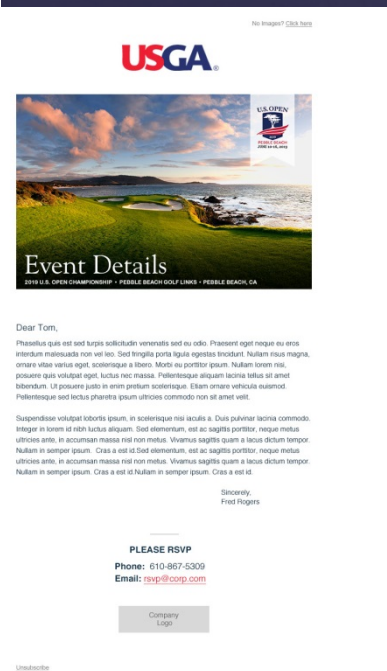 No Images? Click here
USGA®
U.S. OPEN
PEBBLE BEACH
JUNE 10-16, 2019
Event Details
2019 U.S. OPEN CHAMPIONSHIP • PEBBLE BEACH GOLF LINKS • PEBBLE BEACH, CA
Dear Tom,
Phasellus quis est sed turpis sollicitudin venenatis sed eu odio. Praesent eget neque eu eros
interdum malesuada non vel leo. Sed fringilla porta ligula egestas tincidunt. Nullam risus magna,
ornare vitae varius eget, scelerisque a libero. Morbi eu porttitor ipsum. Nullam lorem nisi,
posuere quis volutpat eget, luctus nec massa. Pellentesque aliquam lacinia tellus sit amet
bibendum. Ut posuere justo in enim pretium scelerisque. Etiam ornare vehicula euismod.
Pellentesque sed lectus pharetra ipsum ultricies commodo non sit amet velit.
Suspendisse volutpat lobortis ipsum, in scelerisque nisi iaculis a. Duis pulvinar lacinia commodo.
Integer in lorem id nibh luctus aliquam. Sed elementum, est ac sagittis porttitor, neque metus
ultricies ante, in accumsan massa nisl non metus. Vivamus sagittis quam a lacus dictum tempor.
Nullam in semper ipsum. Cras a est id.Sed elementum, est ac sagittis porttitor, neque metus
ultricies ante, in accumsan massa nisl non metus. Vivamus sagittis quam a lacus dictum tempor.
Nullam in semper ipsum. Cras a est id.Nullam in semper ipsum. Cras a est id.
Sincerely,
Fred Rogers
PLEASE RSVP
Phone: 610-867-5309
Email: rsvp@corp.com
Company
Logo
Unsubscribe